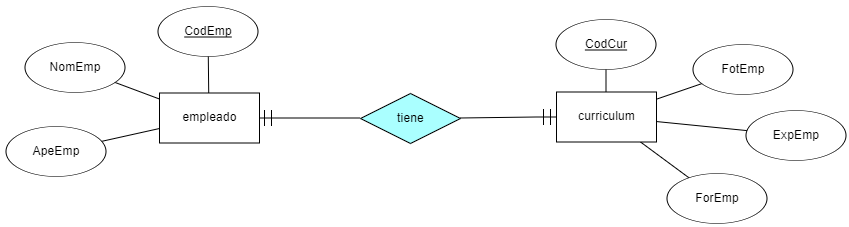 CodEmp
NomEmp
empleado
ApeEmp
tiene
CodCur
curriculum
FotEmp
ExpEmp
ForEmp